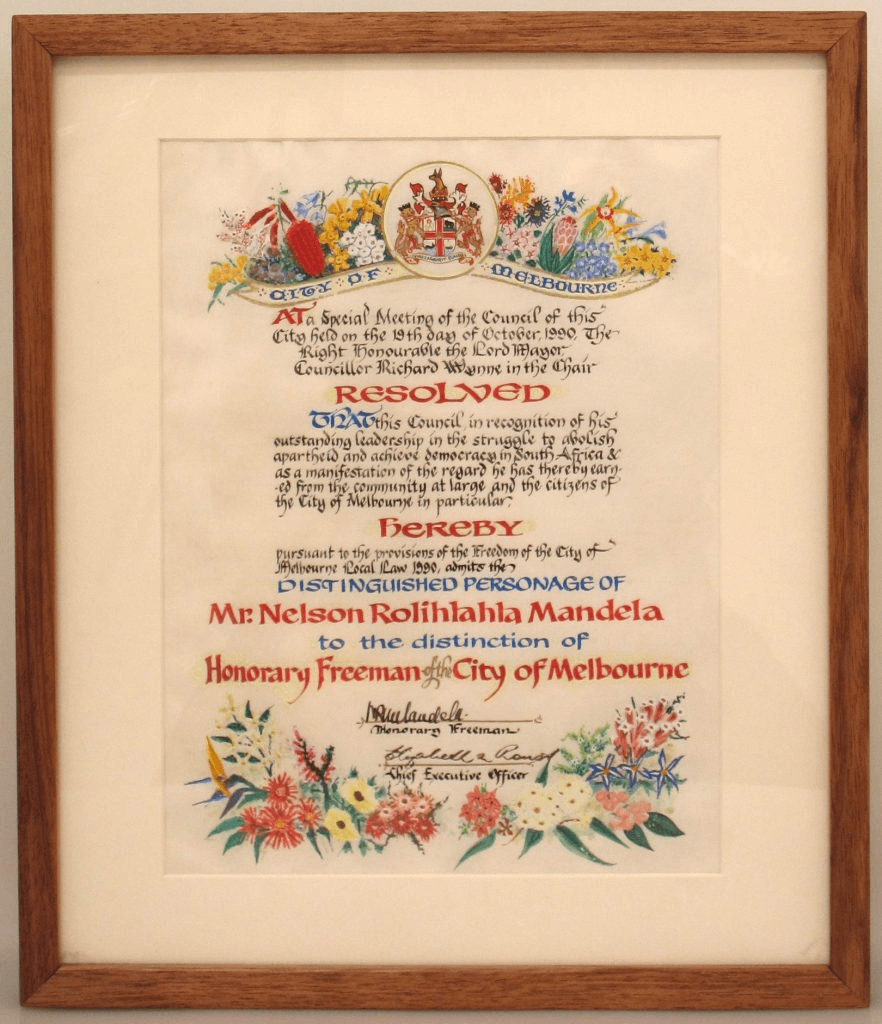 CITY OF MELBOURNE
AT a Special Meeting of the Council of this
City held on the 19th day of October, 1990, The
Right Honourable the Lord Mayor,
Councillor Richard Wynne in the Chair
RESOLVED
THAT this Council, in recognition of his
outstanding leadership in the struggle to abolish
apartheid and achieve democracy in South Africa &
as a manifestation of the regard he has thereby earn-
-ed from the community at large and the citizens of
the City of Melbourne in particular,
hereby
pursuant to the provisions of the Freedom of the City of
Melbourne Local Law 1990, admits the
DISTINGUISHED PERSONAGE OF
Mr. Nelson Rolihlahla Mandela
to the distinction of
Honorary Freeman of the City of Melbourne
NRMandela.
Honorary Freeman
Chief Executive Officer